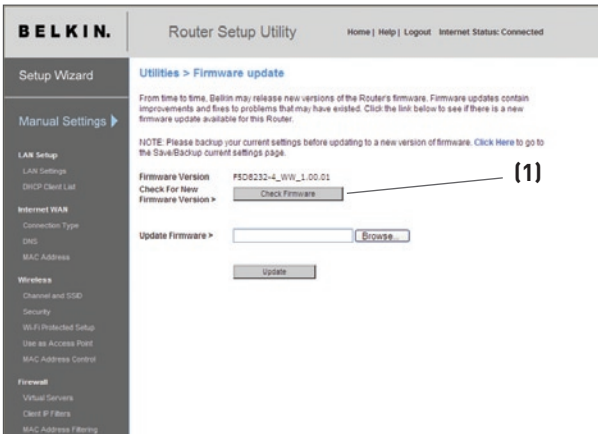 BELKIN.
Router Setup Utility
Home | Help | Logout Internet Status: Connected
Setup Wizard
Manual Settings
LAN Setup
LAN Settings
DHCP Client List
Internet WAN
Connection Type
DNS
MAC Address
Wireless
Channel and SSID
Security
Wi-Fi Protected Setup
Use as Access Point
MAC Address Control
Firewall
Virtual Servers
Client IP Filters
MAC Address Filtering
Utilities > Firmware update
From time to time, Belkin may release new versions of the Router's firmware. Firmware updates contain
improvements and fixes to problems that may have existed. Click the link below to see if there is a new
firmware update available for this Router.
NOTE: Please backup your current settings before updating to a new version of firmware. Click Here to go to
the Save/Backup current settings page.
Firmware Version F5D8232-4_WW_1.00.01
Check For New
Firmware Version >
Check Firmware
(1)
Update Firmware >
Browse...
Update